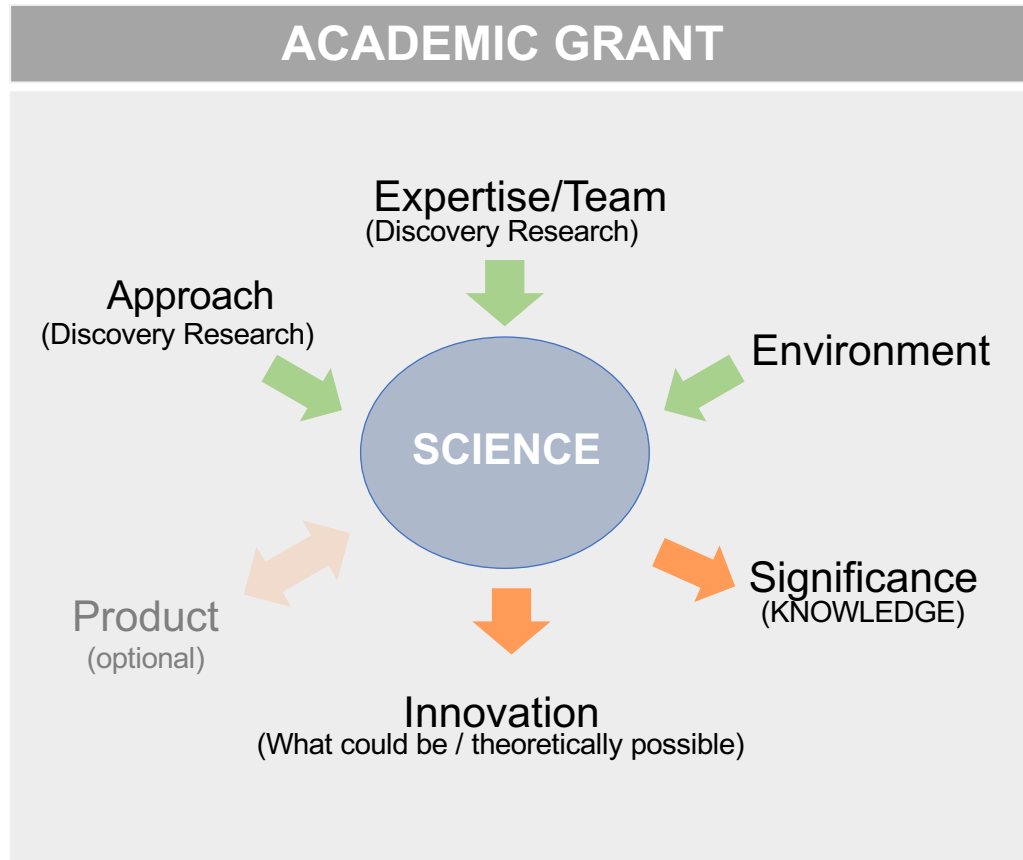 ACADEMIC GRANT
Expertise/Team
(Discovery Research)
Approach
(Discovery Research)
Environment
SCIENCE
Product
(optional)
Significance
(KNOWLEDGE)
Innovation
(What could be / theoretically possible)